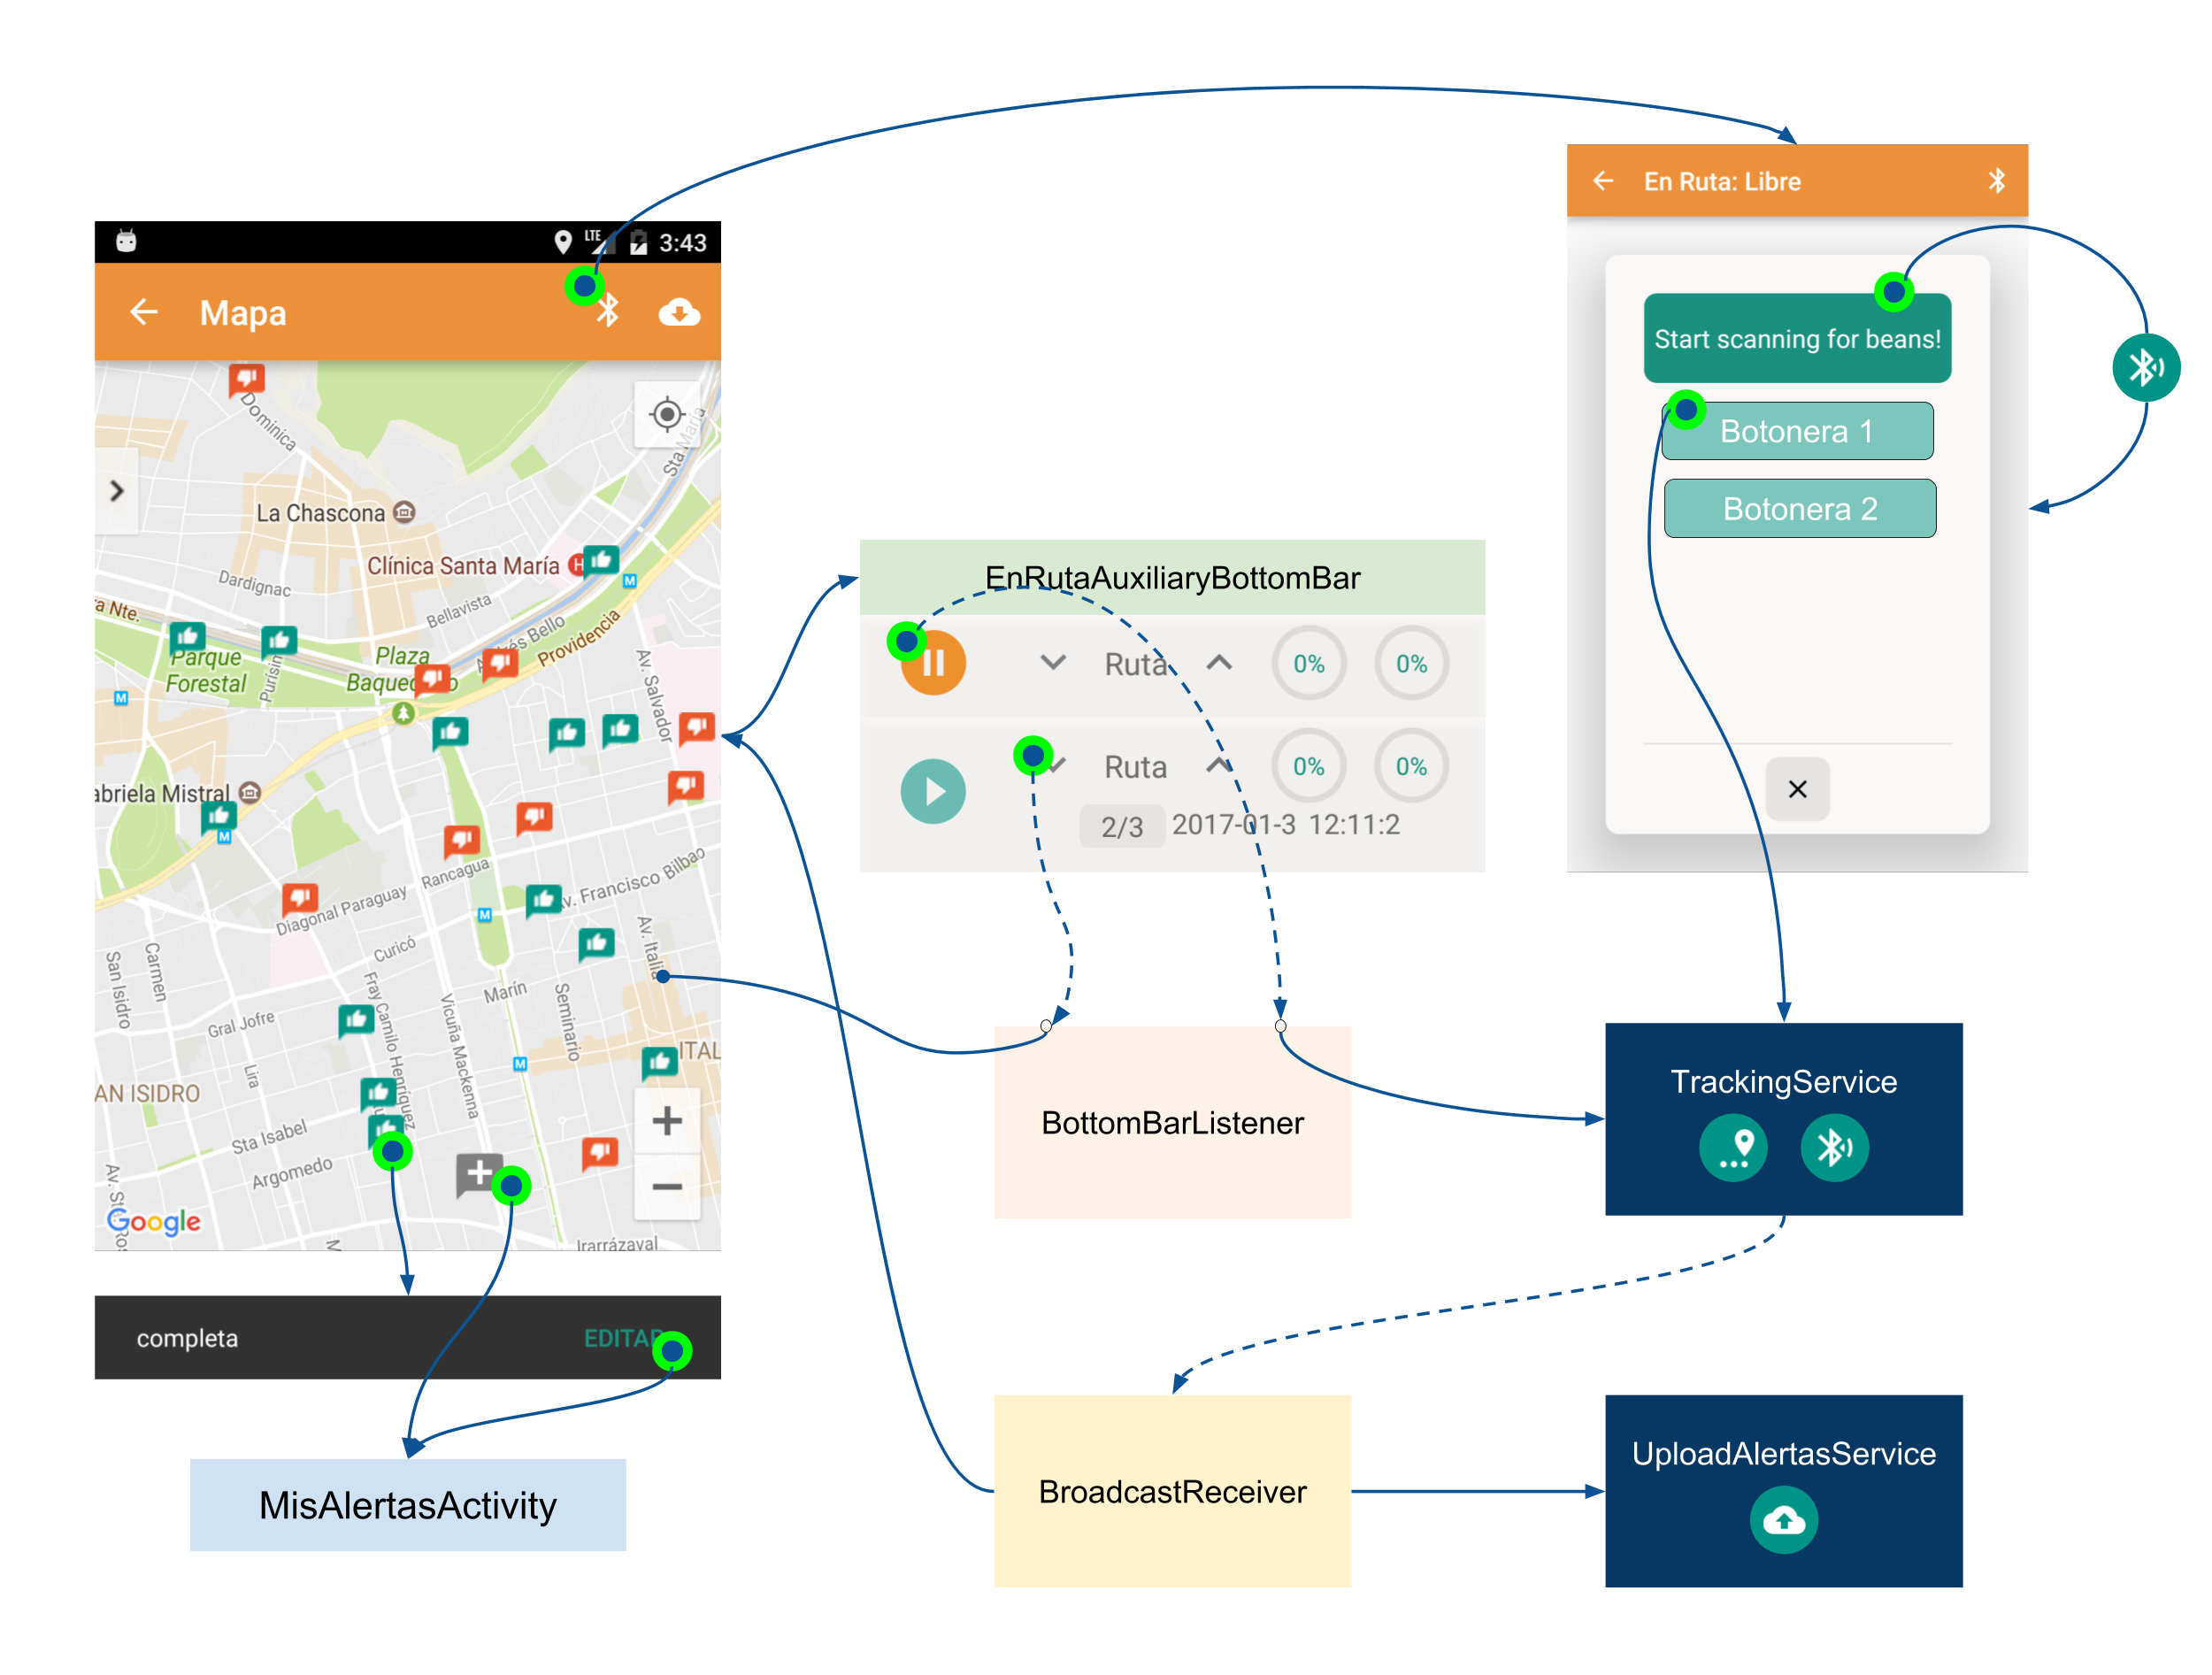 En Ruta: Libre
LTE 3:43
Mapa
Start scanning for beans!
Botonera 1
Botonera 2
Dominica
Sta María
La Chascona
Clínica Santa María
H
M
Dardignac
Bellavista
a Nte.
Andrés Bello
Providencia
Parque
Forestal
Purísim
Plaza
Baquedano
M
Av. Salvador
abriela Mistral
M
Rancagua
Av. Francisco Bilbao
Diagonal Paraguay
M
Curicó
Av. Italia
San Isidro
Carmen
Fray Camilo Henríquez
Vicuña Mackenna
Marín
Seminario
Gral Jofre
Lira
M
ITAL
AN ISIDRO
Sta Isabel
Argomedo
Av. Sta Ros
Google
M
Irarrázaval
EnRutaAuxiliaryBottomBar
Ruta 0% 0%
Ruta 0% 0%
2/3 2017-01-3 12:11:2
BottomBarListener
TrackingService
completa EDITAR
MisAlertasActivity
BroadcastReceiver
UploadAlertasService